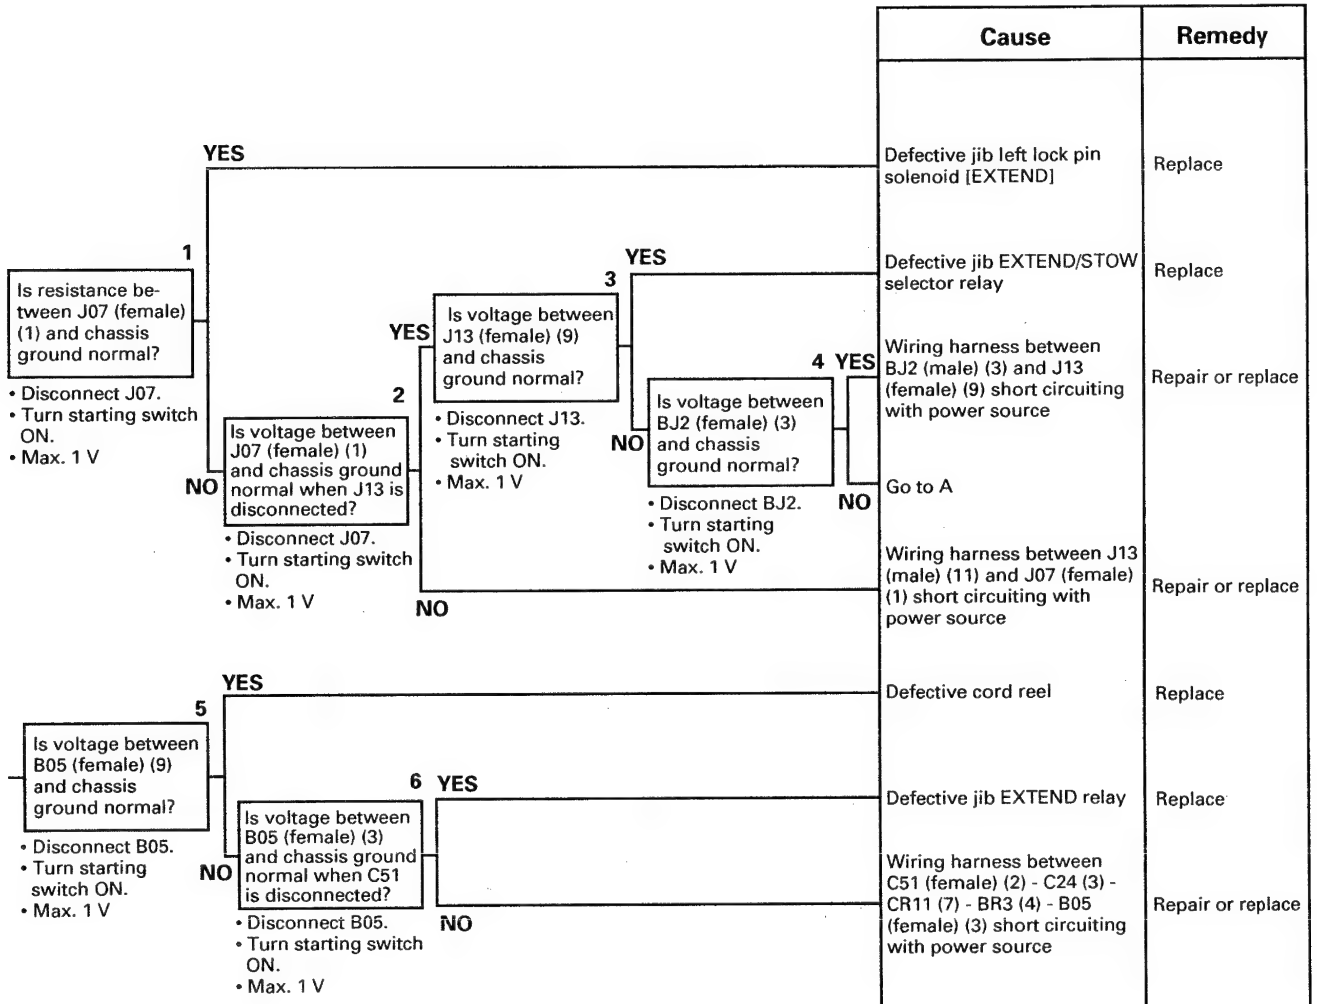 Cause
Remedy
YES
Defective jib left lock pin
solenoid [EXTEND]
Replace
1
Is resistance be-
tween J07 (female)
(1) and chassis
ground normal?
• Disconnect J07.
• Turn starting switch
ON.
• Max. 1 V
NO
2
Is voltage between
J07 (female) (1)
and chassis ground
normal when J13 is
disconnected?
• Disconnect J07.
• Turn starting switch
ON.
• Max. 1 V
YES
3
Is voltage between
J13 (female) (9)
and chassis
ground normal?
• Disconnect J13.
• Turn starting
switch ON.
• Max. 1 V
YES
Defective jib EXTEND/STOW
selector relay
Replace
NO
4
Is voltage between
BJ2 (female) (3)
and chassis
ground normal?
• Disconnect BJ2.
• Turn starting
switch ON.
• Max. 1 V
YES
Wiring harness between
BJ2 (male) (3) and J13
(female) (9) short circuiting
with power source
Repair or replace
NO
Go to A
NO
Wiring harness between J13
(male) (11) and J07 (female)
(1) short circuiting with
power source
Repair or replace
5
Is voltage between
B05 (female) (9)
and chassis
ground normal?
• Disconnect B05.
• Turn starting
switch ON.
• Max. 1 V
YES
Defective cord reel
Replace
NO
6
Is voltage between
B05 (female) (3)
and chassis ground
normal when C51
is disconnected?
• Disconnect B05.
• Turn starting switch
ON.
• Max. 1 V
YES
Defective jib EXTEND relay
Replace
NO
Wiring harness between
C51 (female) (2) - C24 (3) -
CR11 (7) - BR3 (4) - B05
(female) (3) short circuiting
with power source
Repair or replace